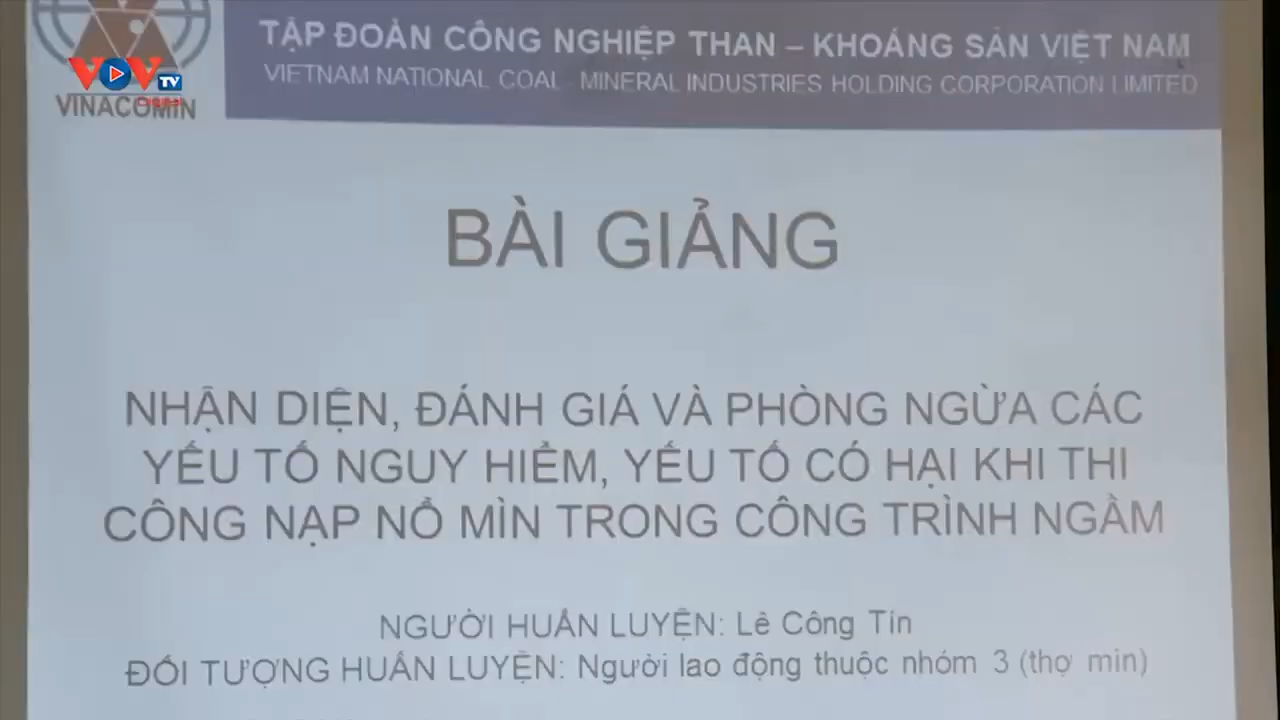 TẬP ĐOÀN CÔNG NGHIỆP THAN – KHOÁNG SẢN VIỆT NAM
VIETNAM NATIONAL COAL - MINERAL INDUSTRIES HOLDING CORPORATION LIMITED
VOV TV
VINACOMIN
BÀI GIẢNG
NHẬN DIỆN, ĐÁNH GIÁ VÀ PHÒNG NGỪA CÁC
YẾU TỐ NGUY HIỂM, YẾU TỐ CÓ HẠI KHI THI
CÔNG NẠP NỔ MÌN TRONG CÔNG TRÌNH NGẦM
NGƯỜI HUẤN LUYỆN: Lê Công Tín
ĐỐI TƯỢNG HUẤN LUYỆN: Người lao động thuộc nhóm 3 (thợ mìn)